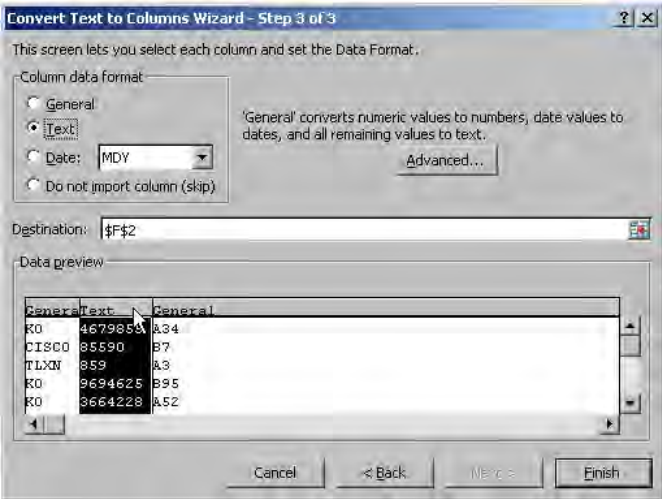 Convert Text to Columns Wizard - Step 3 of 3
This screen lets you select each column and set the Data Format.
Column data format
General
Text
Date: MDY
Do not import column (skip)
'General' converts numeric values to numbers, date values to
dates, and all remaining values to text.
Advanced...
Destination: $F$2
Data preview
GeneraText General
KO 4679855 A34
CISCO 85590 B7
TLXN 859 A3
KO 9694625 B95
KO 3664228 A52
Cancel < Back Next > Finish